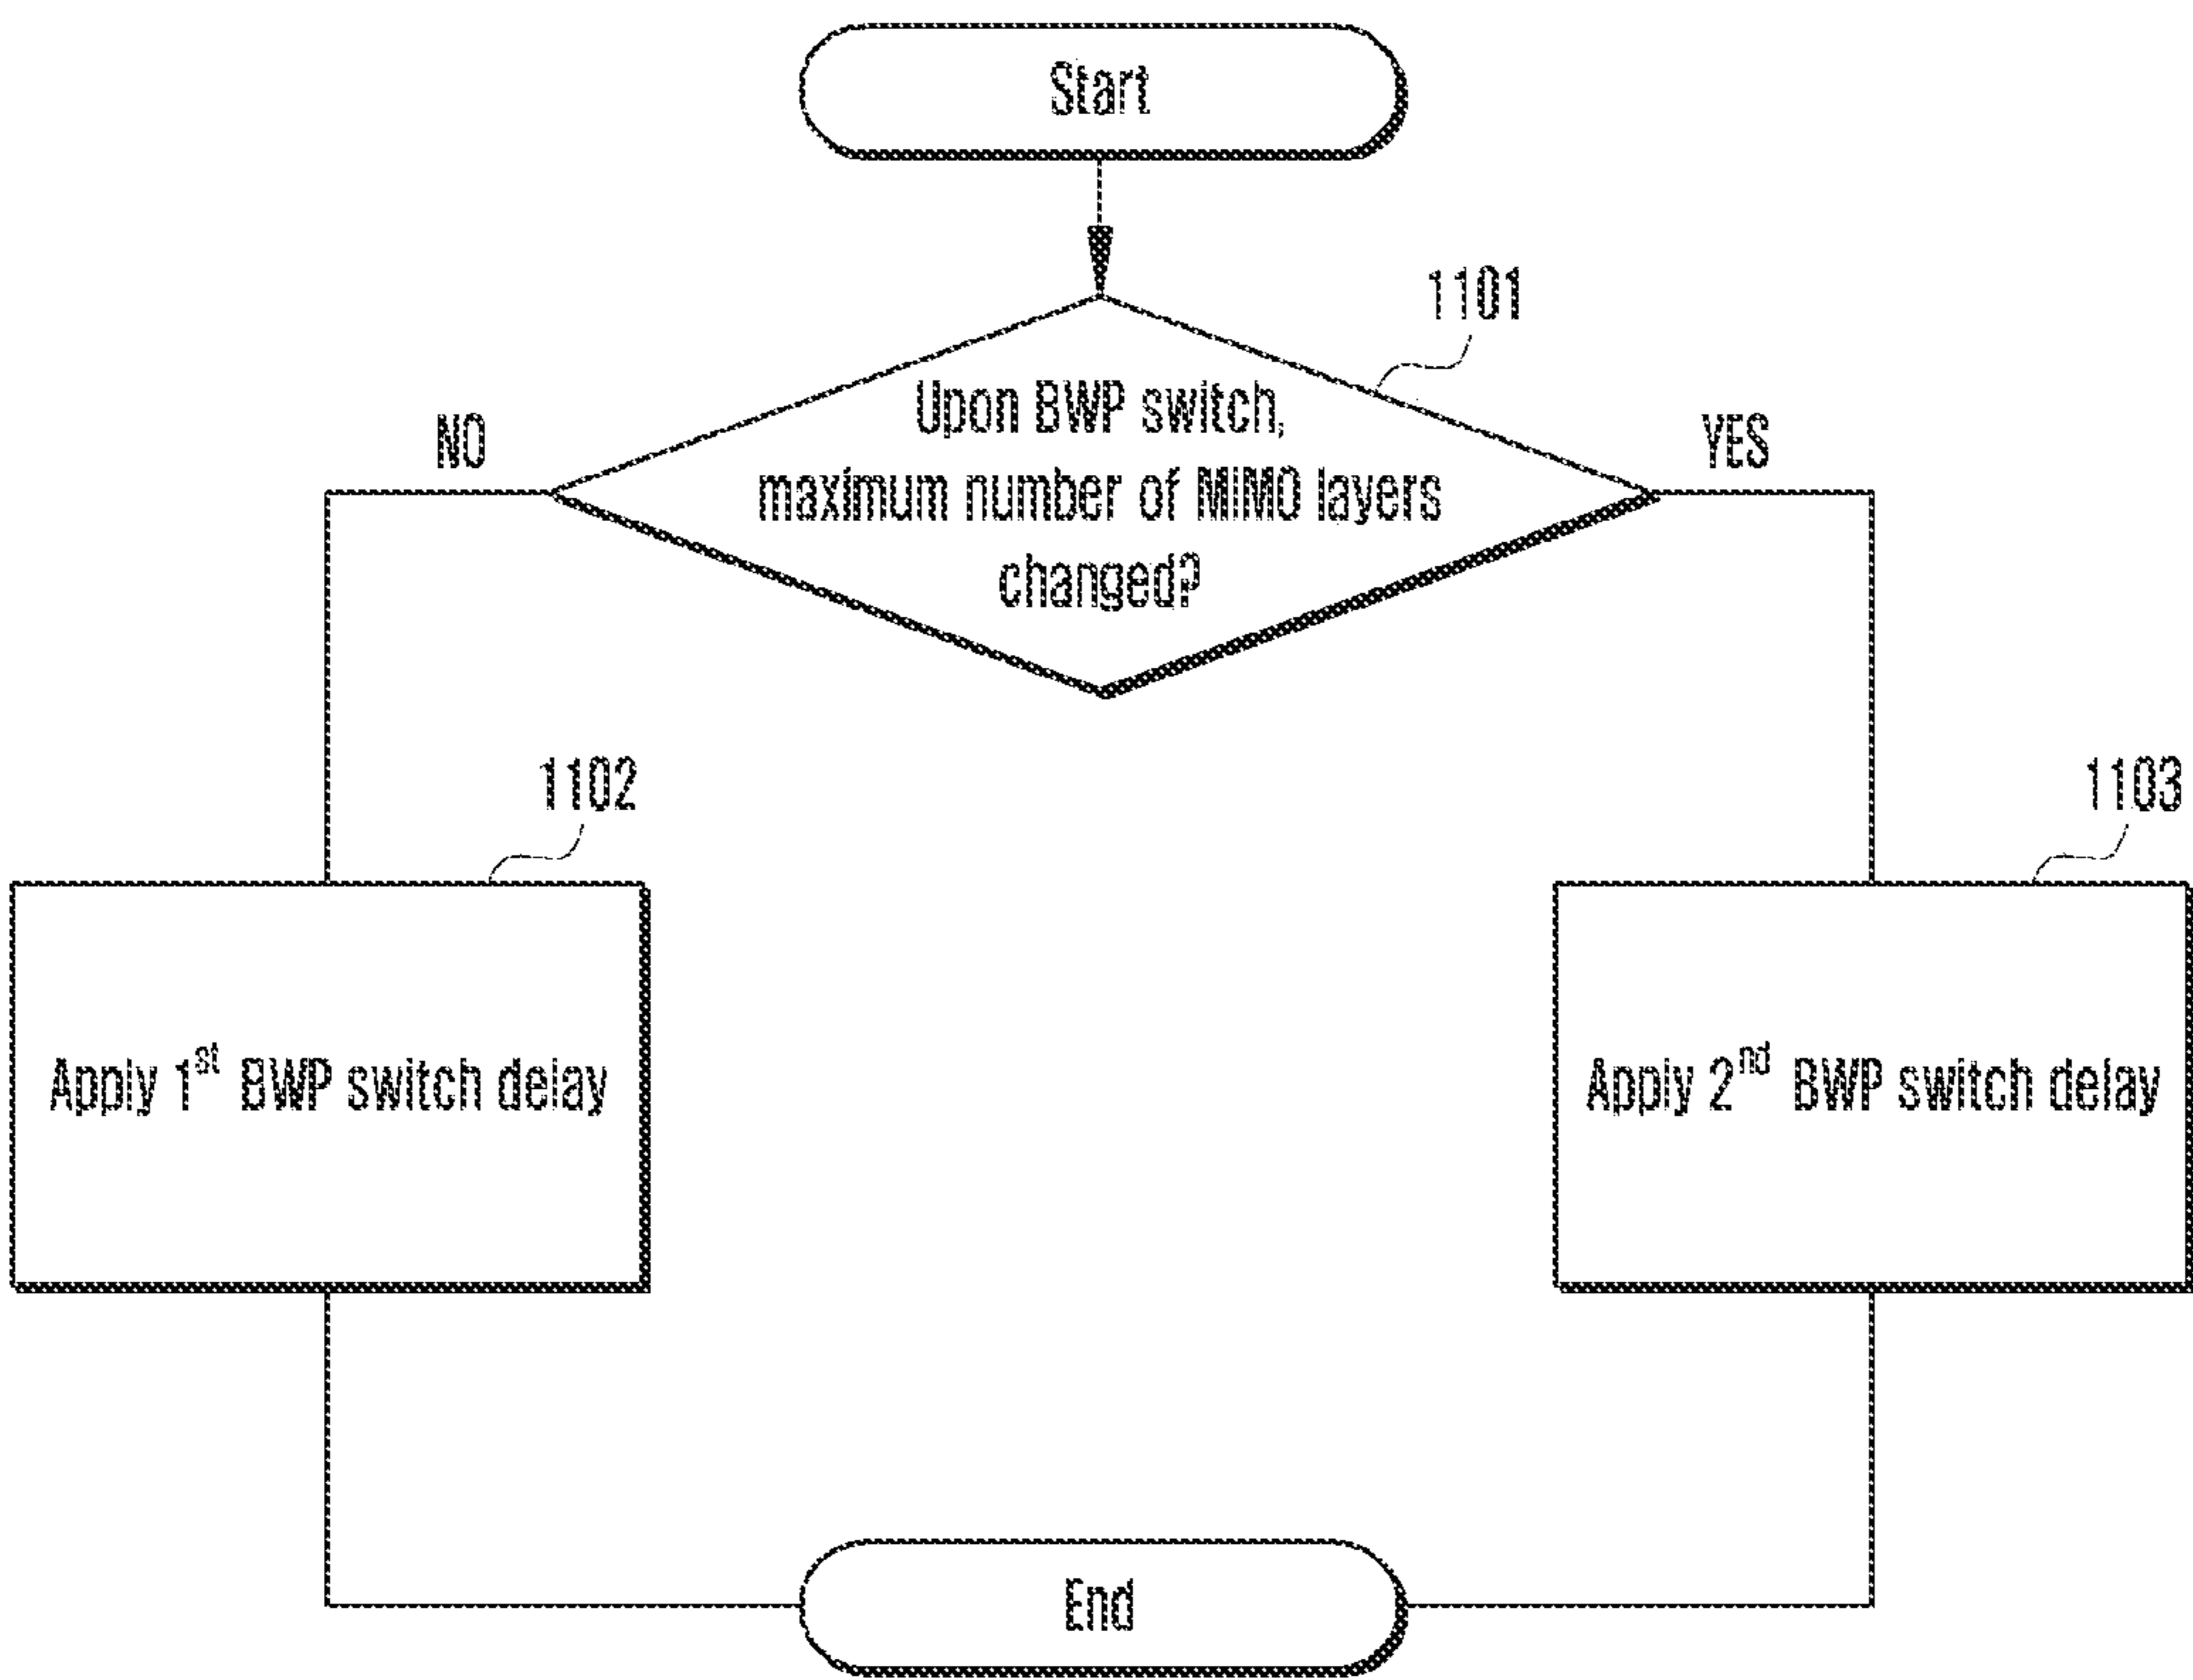 Start
1101
Upon BWP switch,
maximum number of MIMO layers
changed?
NO
YES
1102
1103
Apply 1st BWP switch delay
Apply 2nd BWP switch delay
End